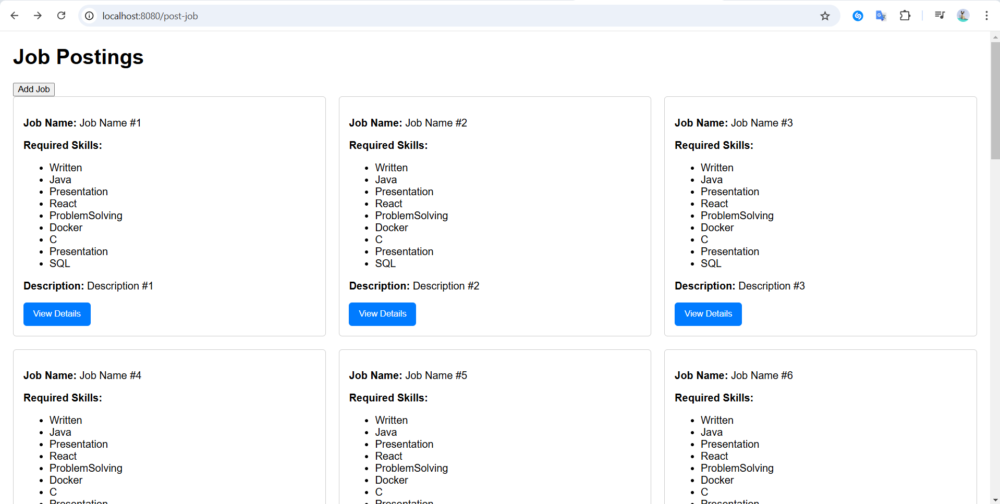 localhost:8080/post-job
Job Postings
Add Job
Job Name: Job Name #1
Required Skills:
Written
Java
Presentation
React
ProblemSolving
Docker
C
Presentation
SQL
Description: Description #1
View Details
Job Name: Job Name #2
Required Skills:
Written
Java
Presentation
React
ProblemSolving
Docker
C
Presentation
SQL
Description: Description #2
View Details
Job Name: Job Name #3
Required Skills:
Written
Java
Presentation
React
ProblemSolving
Docker
C
Presentation
SQL
Description: Description #3
View Details
Job Name: Job Name #4
Required Skills:
Written
Java
Presentation
React
ProblemSolving
Docker
C
Presentation
Job Name: Job Name #5
Required Skills:
Written
Java
Presentation
React
ProblemSolving
Docker
C
Presentation
Job Name: Job Name #6
Required Skills:
Written
Java
Presentation
React
ProblemSolving
Docker
C
Presentation